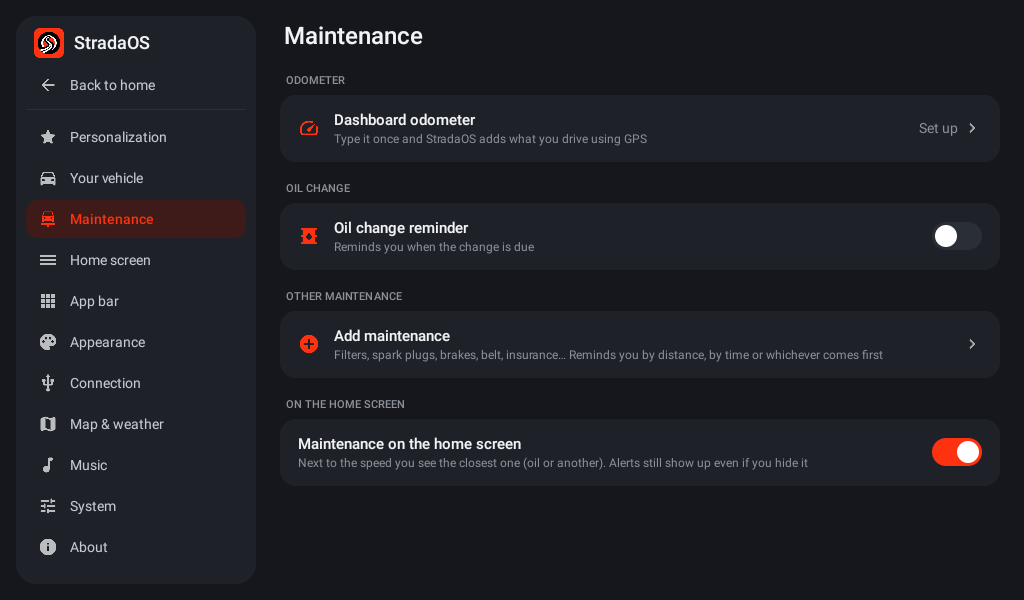 StradaOS
Back to home
Personalization
Your vehicle
Maintenance
Home screen
App bar
Appearance
Connection
Map & weather
Music
System
About
Maintenance
ODOMETER
Dashboard odometer
Type it once and StradaOS adds what you drive using GPS
Set up
OIL CHANGE
Oil change reminder
Reminds you when the change is due
OTHER MAINTENANCE
Add maintenance
Filters, spark plugs, brakes, belt, insurance... Reminds you by distance, by time or whichever comes first
ON THE HOME SCREEN
Maintenance on the home screen
Next to the speed you see the closest one (oil or another). Alerts still show up even if you hide it